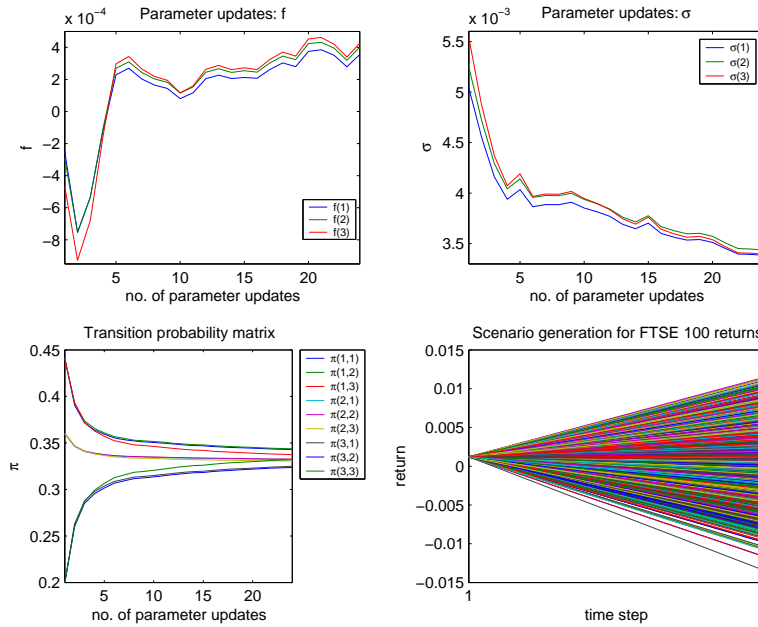 x 10⁻⁴
Parameter updates: f
4
2
0
−2
−4
−6
−8
f
f(1)
f(2)
f(3)
5
10
15
20
no. of parameter updates
x 10⁻³
Parameter updates: σ
5.5
5
4.5
4
3.5
σ
σ(1)
σ(2)
σ(3)
5
10
15
20
no. of parameter updates
Transition probability matrix
0.45
0.4
0.35
0.3
0.25
0.2
π
π(1,1)
π(1,2)
π(1,3)
π(2,1)
π(2,2)
π(2,3)
π(3,1)
π(3,2)
π(3,3)
5
10
15
20
no. of parameter updates
Scenario generation for FTSE 100 returns
0.015
0.01
0.005
0
−0.005
−0.01
−0.015
return
1
time step